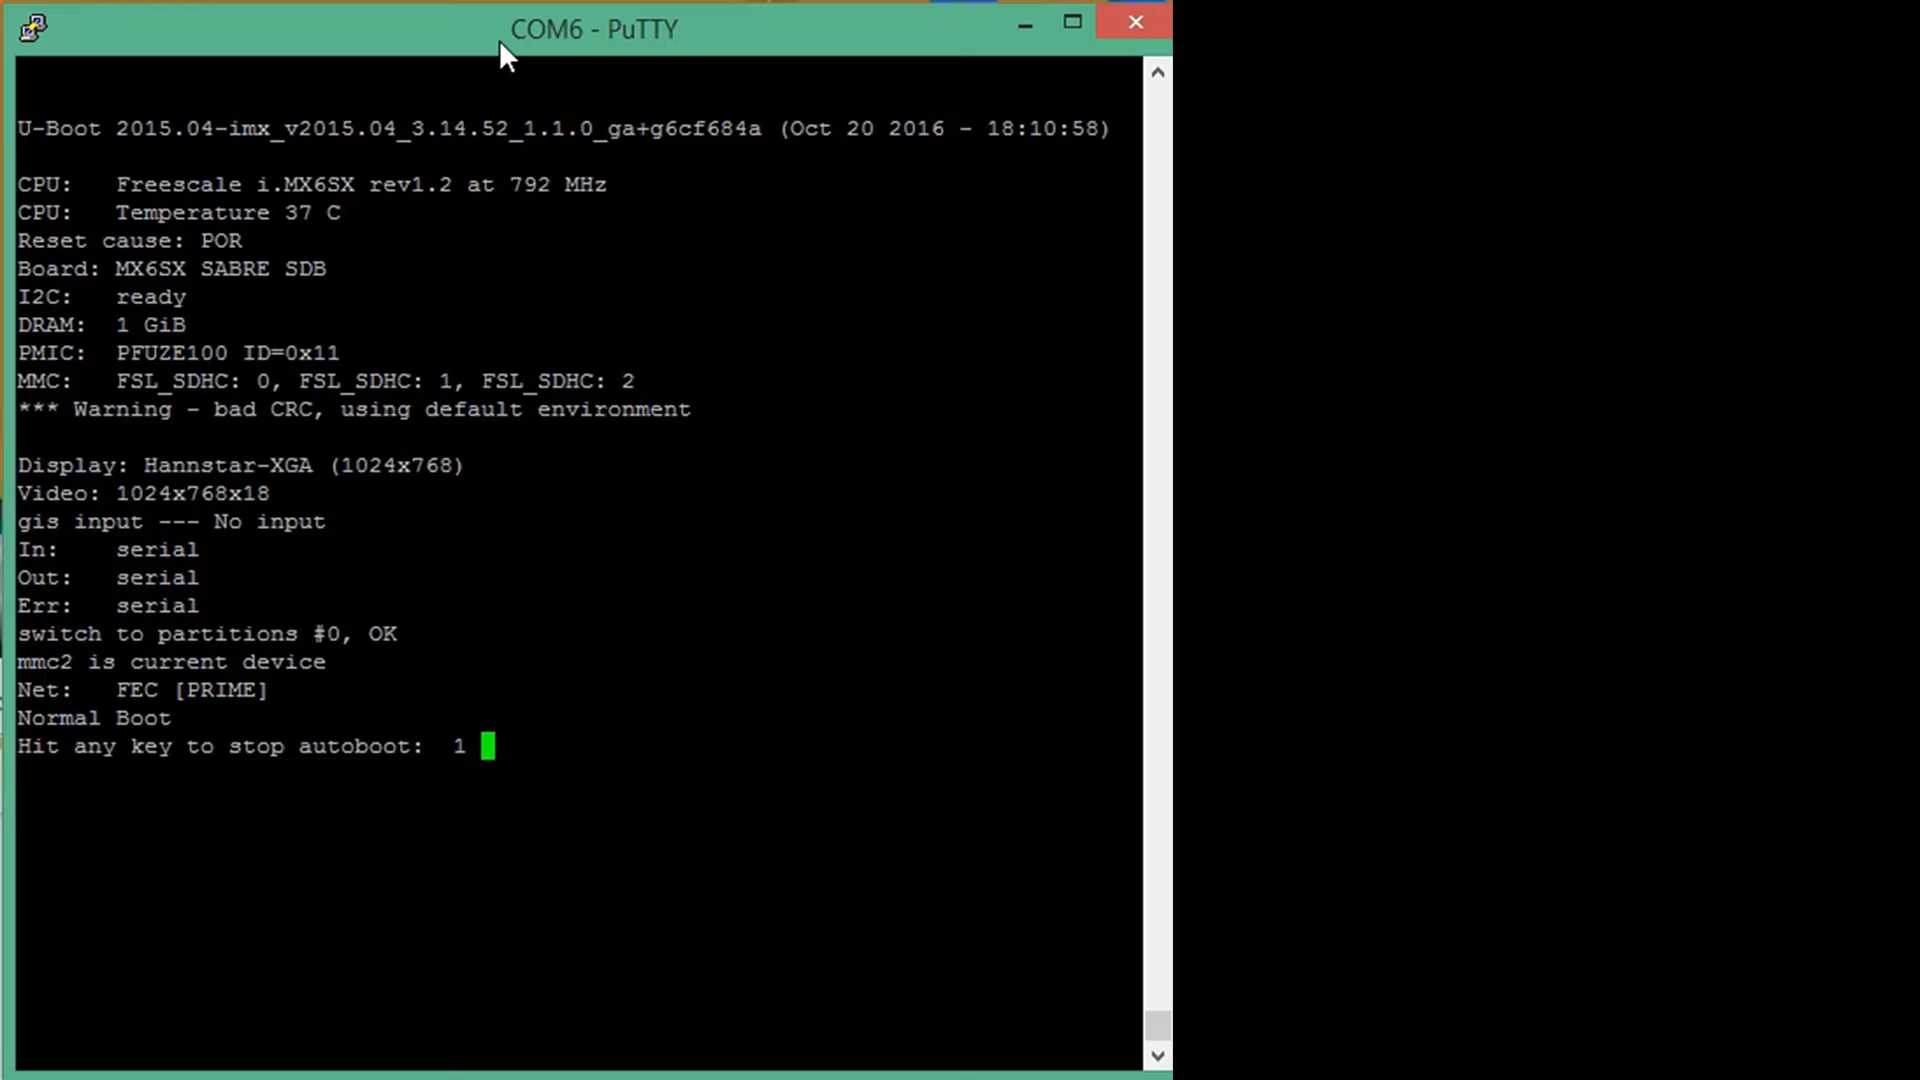 COM6 - PuTTY
U-Boot 2015.04-imx_v2015.04_3.14.52_1.1.0_ga+g6cf684a (Oct 20 2016 - 18:10:58)
CPU:   Freescale i.MX6SX rev1.2 at 792 MHz
CPU:   Temperature 37 C
Reset cause: POR
Board: MX6SX SABRE SDB
I2C:   ready
DRAM:  1 GiB
PMIC:  PFUZE100 ID=0x11
MMC:   FSL_SDHC: 0, FSL_SDHC: 1, FSL_SDHC: 2
*** Warning - bad CRC, using default environment
Display: Hannstar-XGA (1024x768)
Video: 1024x768x18
gis input --- No input
In:    serial
Out:   serial
Err:   serial
switch to partitions #0, OK
mmc2 is current device
Net:   FEC [PRIME]
Normal Boot
Hit any key to stop autoboot:  1